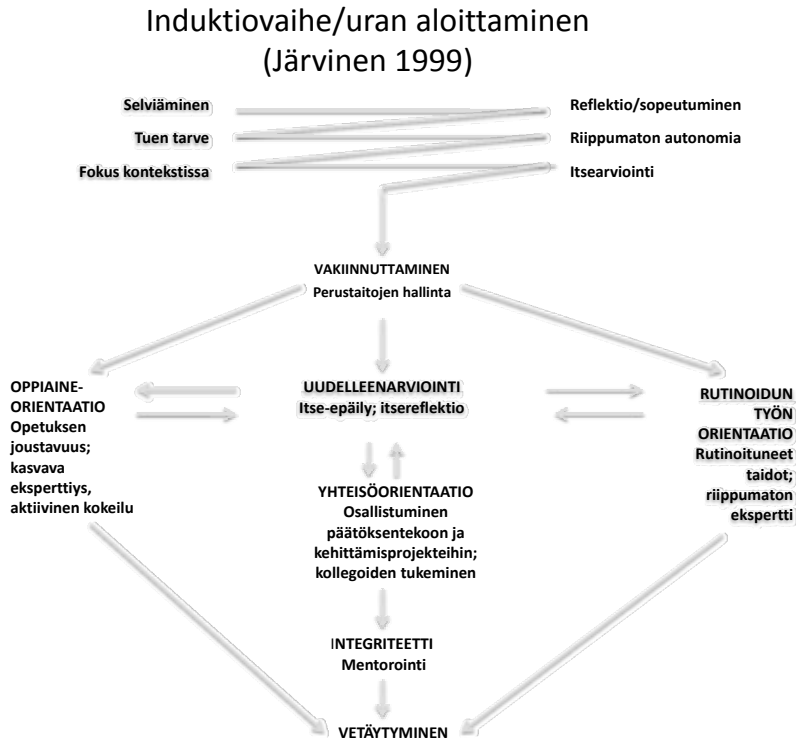 Induktiovaihe/uran aloittaminen
(Järvinen 1999)
Selviäminen
Reflektio/sopeutuminen
Tuen tarve
Riippumaton autonomia
Fokus kontekstissa
Itsearviointi
VAKIINNUTTAMINEN
Perustaitojen hallinta
OPPIAINE-
ORIENTAATIO
Opetuksen
joustavuus;
kasvava
eksperttiys,
aktiivinen kokeilu
UUDELLEENARVIOINTI
Itse-epäily; itsereflektio
RUTINOIDUN
TYÖN
ORIENTAATIO
Rutinoituneet
taidot;
riippumaton
ekspertti
YHTEISÖORIENTAATIO
Osallistuminen
päätöksentekoon ja
kehittämisprojekteihin;
kollegoiden tukeminen
INTEGRITEETTI
Mentorointi
VETÄYTYMINEN